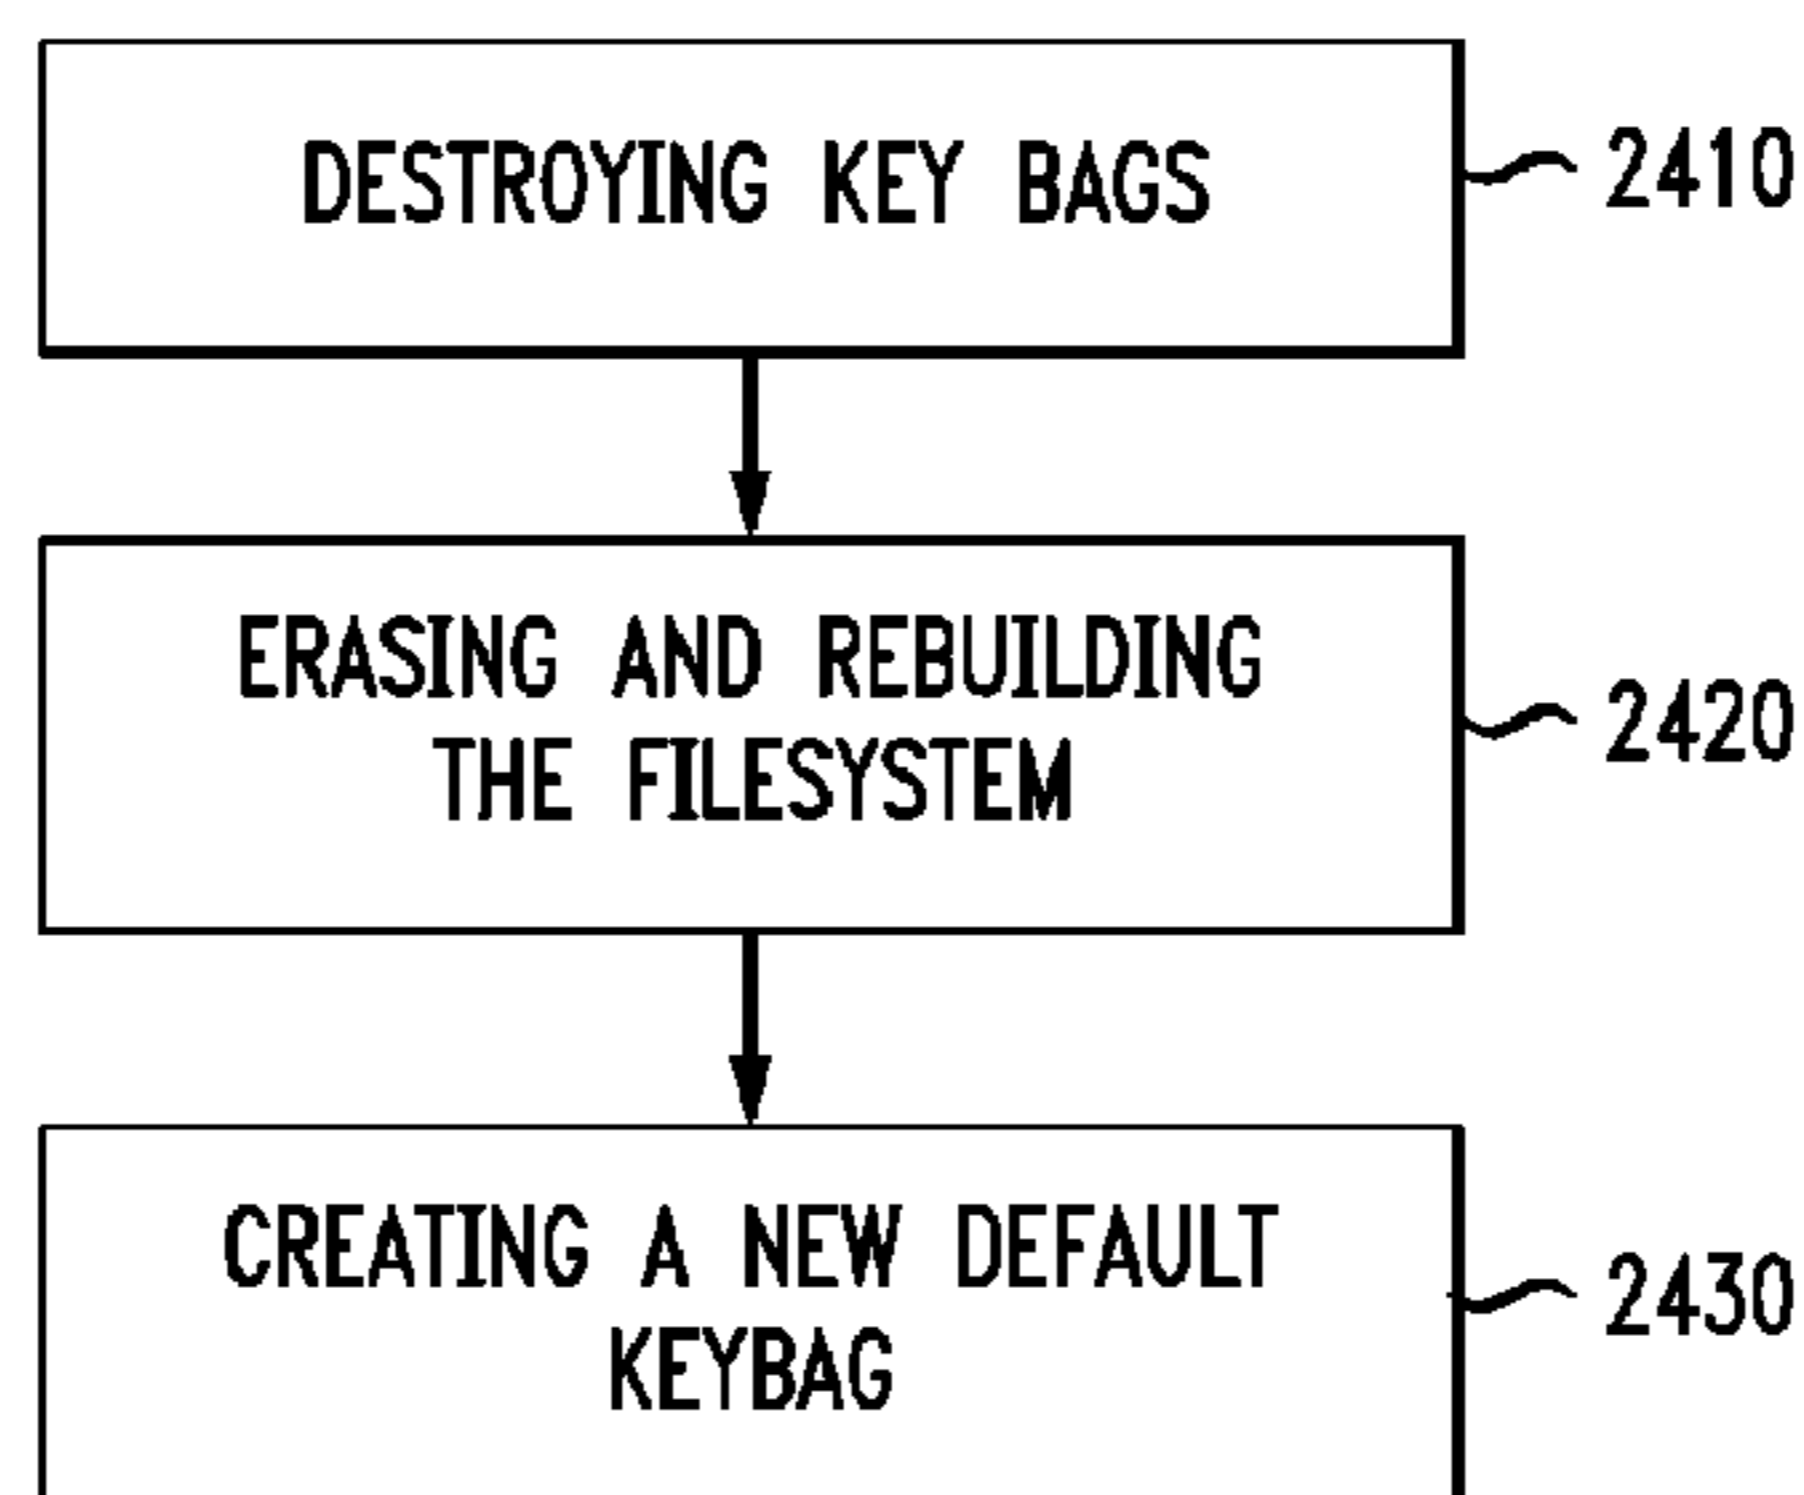 DESTROYING KEY BAGS
2410
ERASING AND REBUILDING
THE FILESYSTEM
2420
CREATING A NEW DEFAULT
KEYBAG
2430